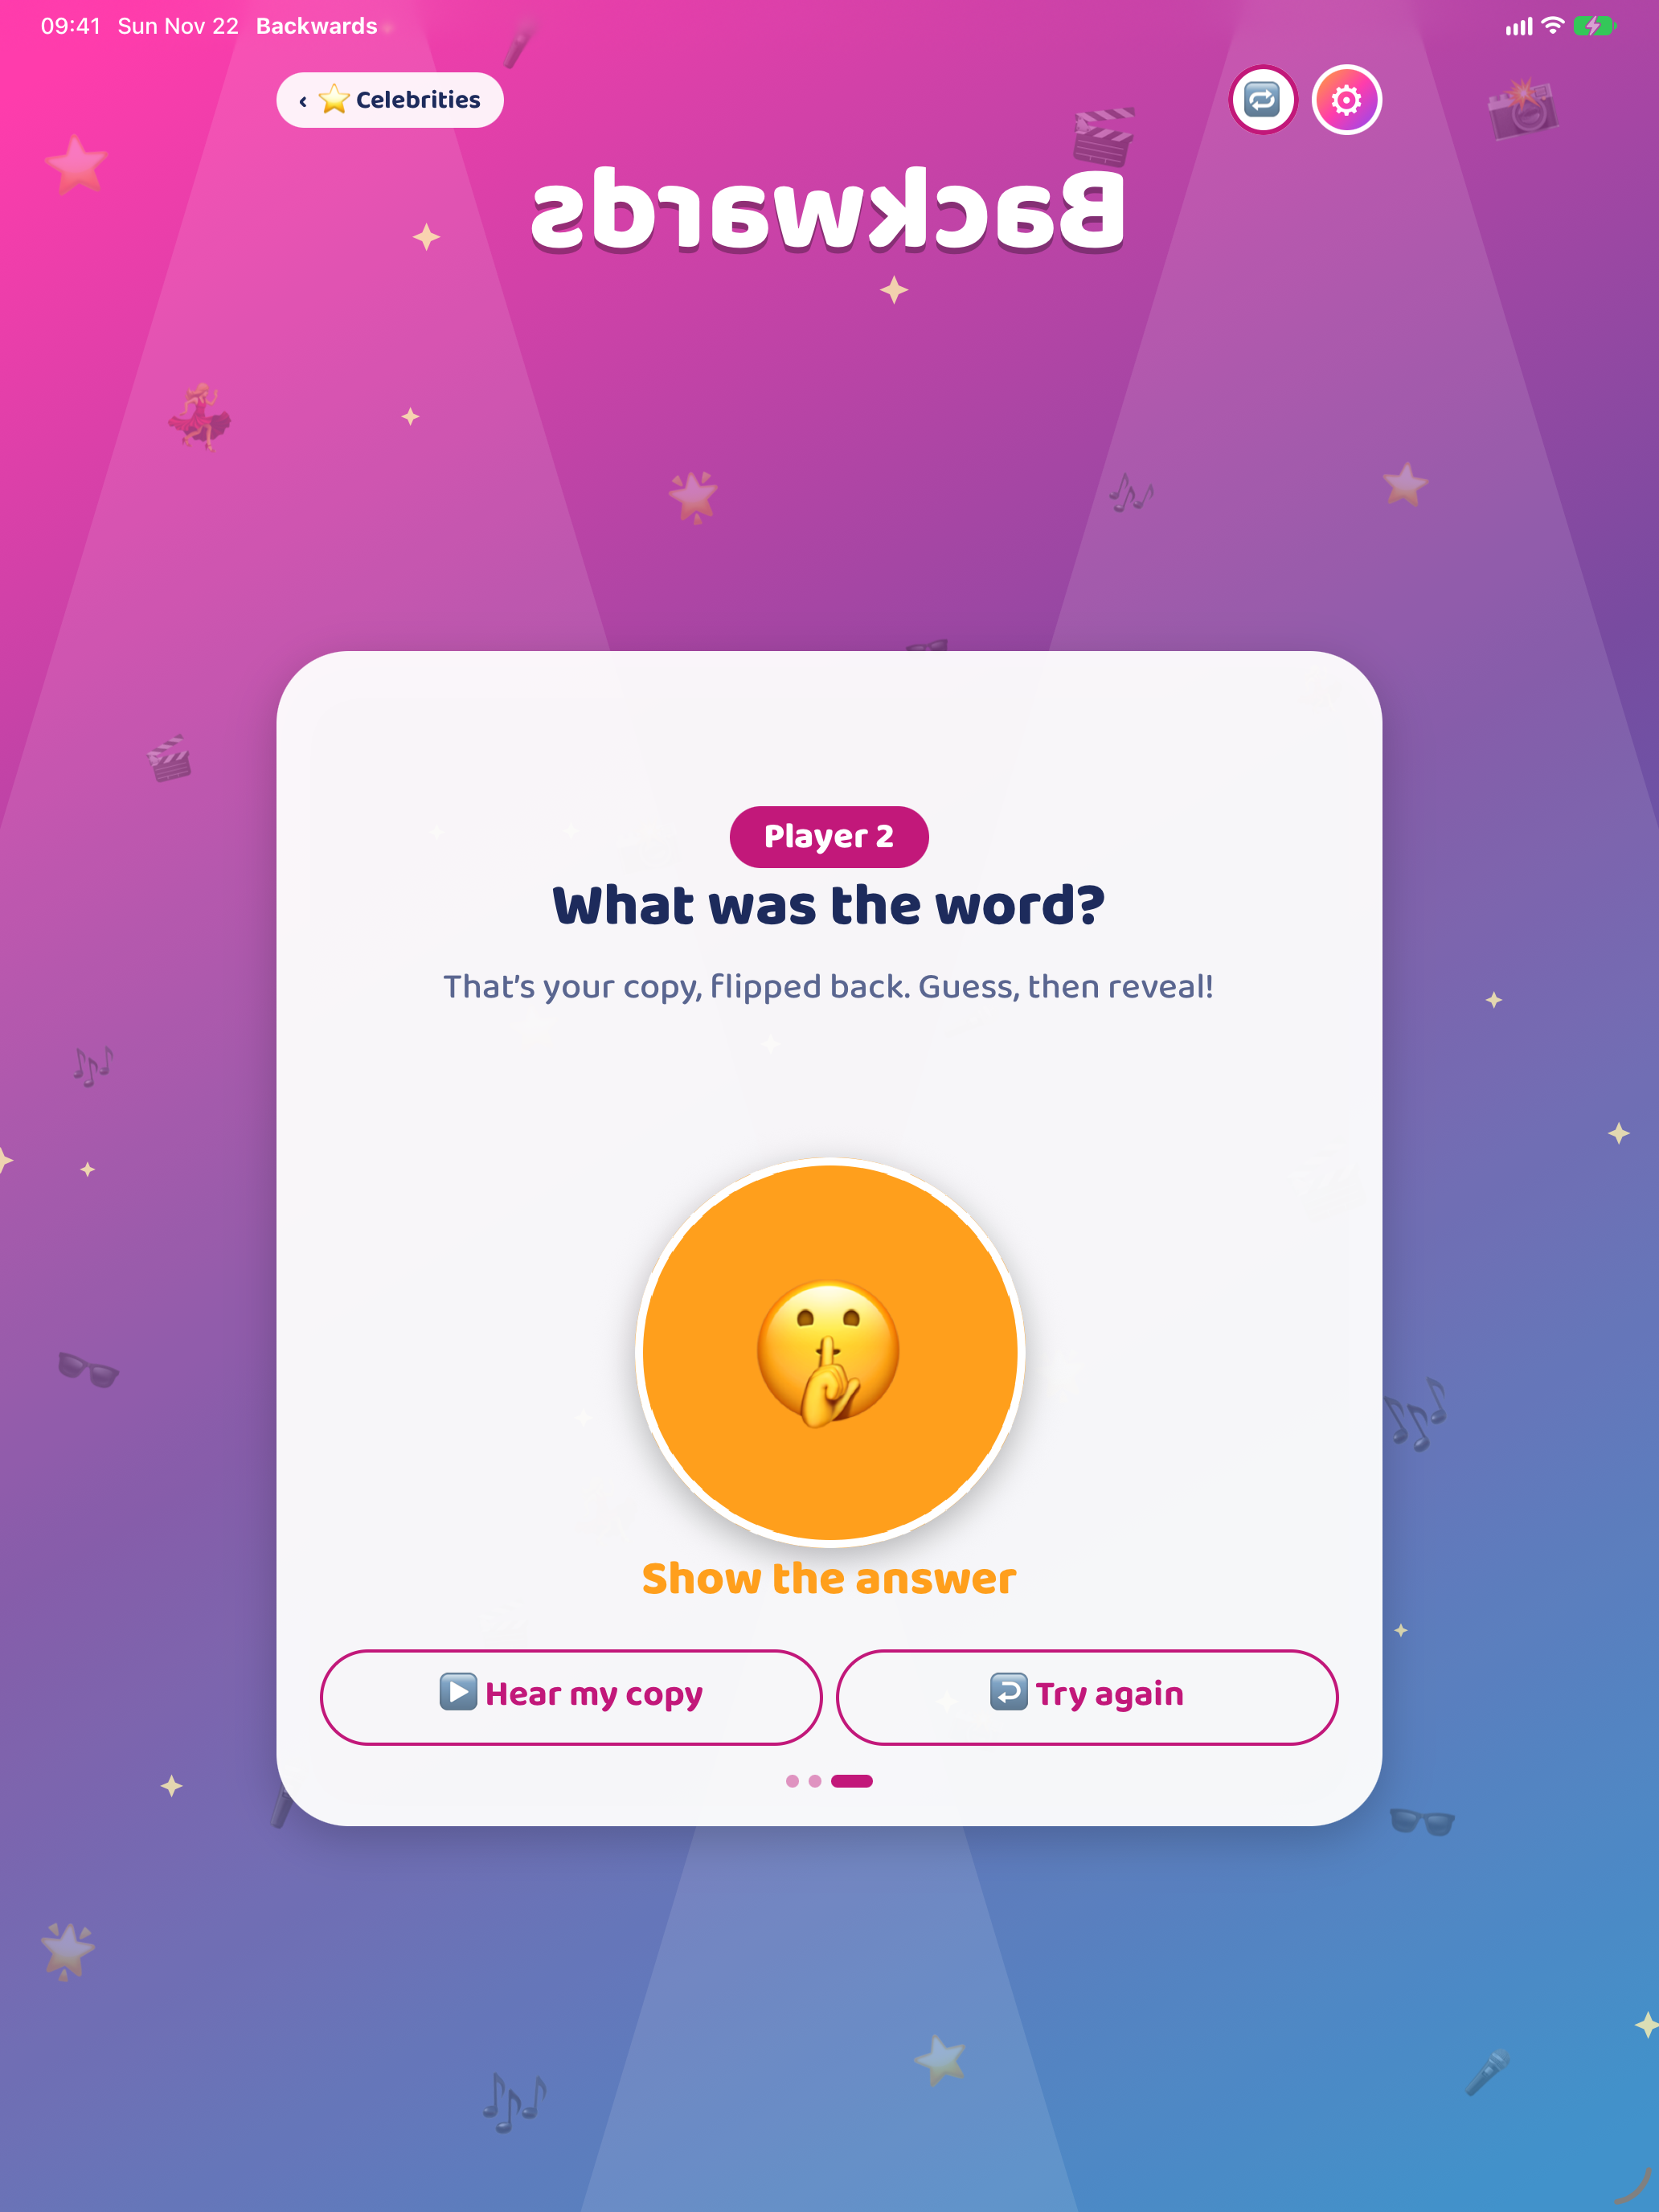 09:41 Sun Nov 22 Backwards
‹ ⭐ Celebrities
Backwards
Player 2
What was the word?
That's your copy, flipped back. Guess, then reveal!
Show the answer
Hear my copy
Try again